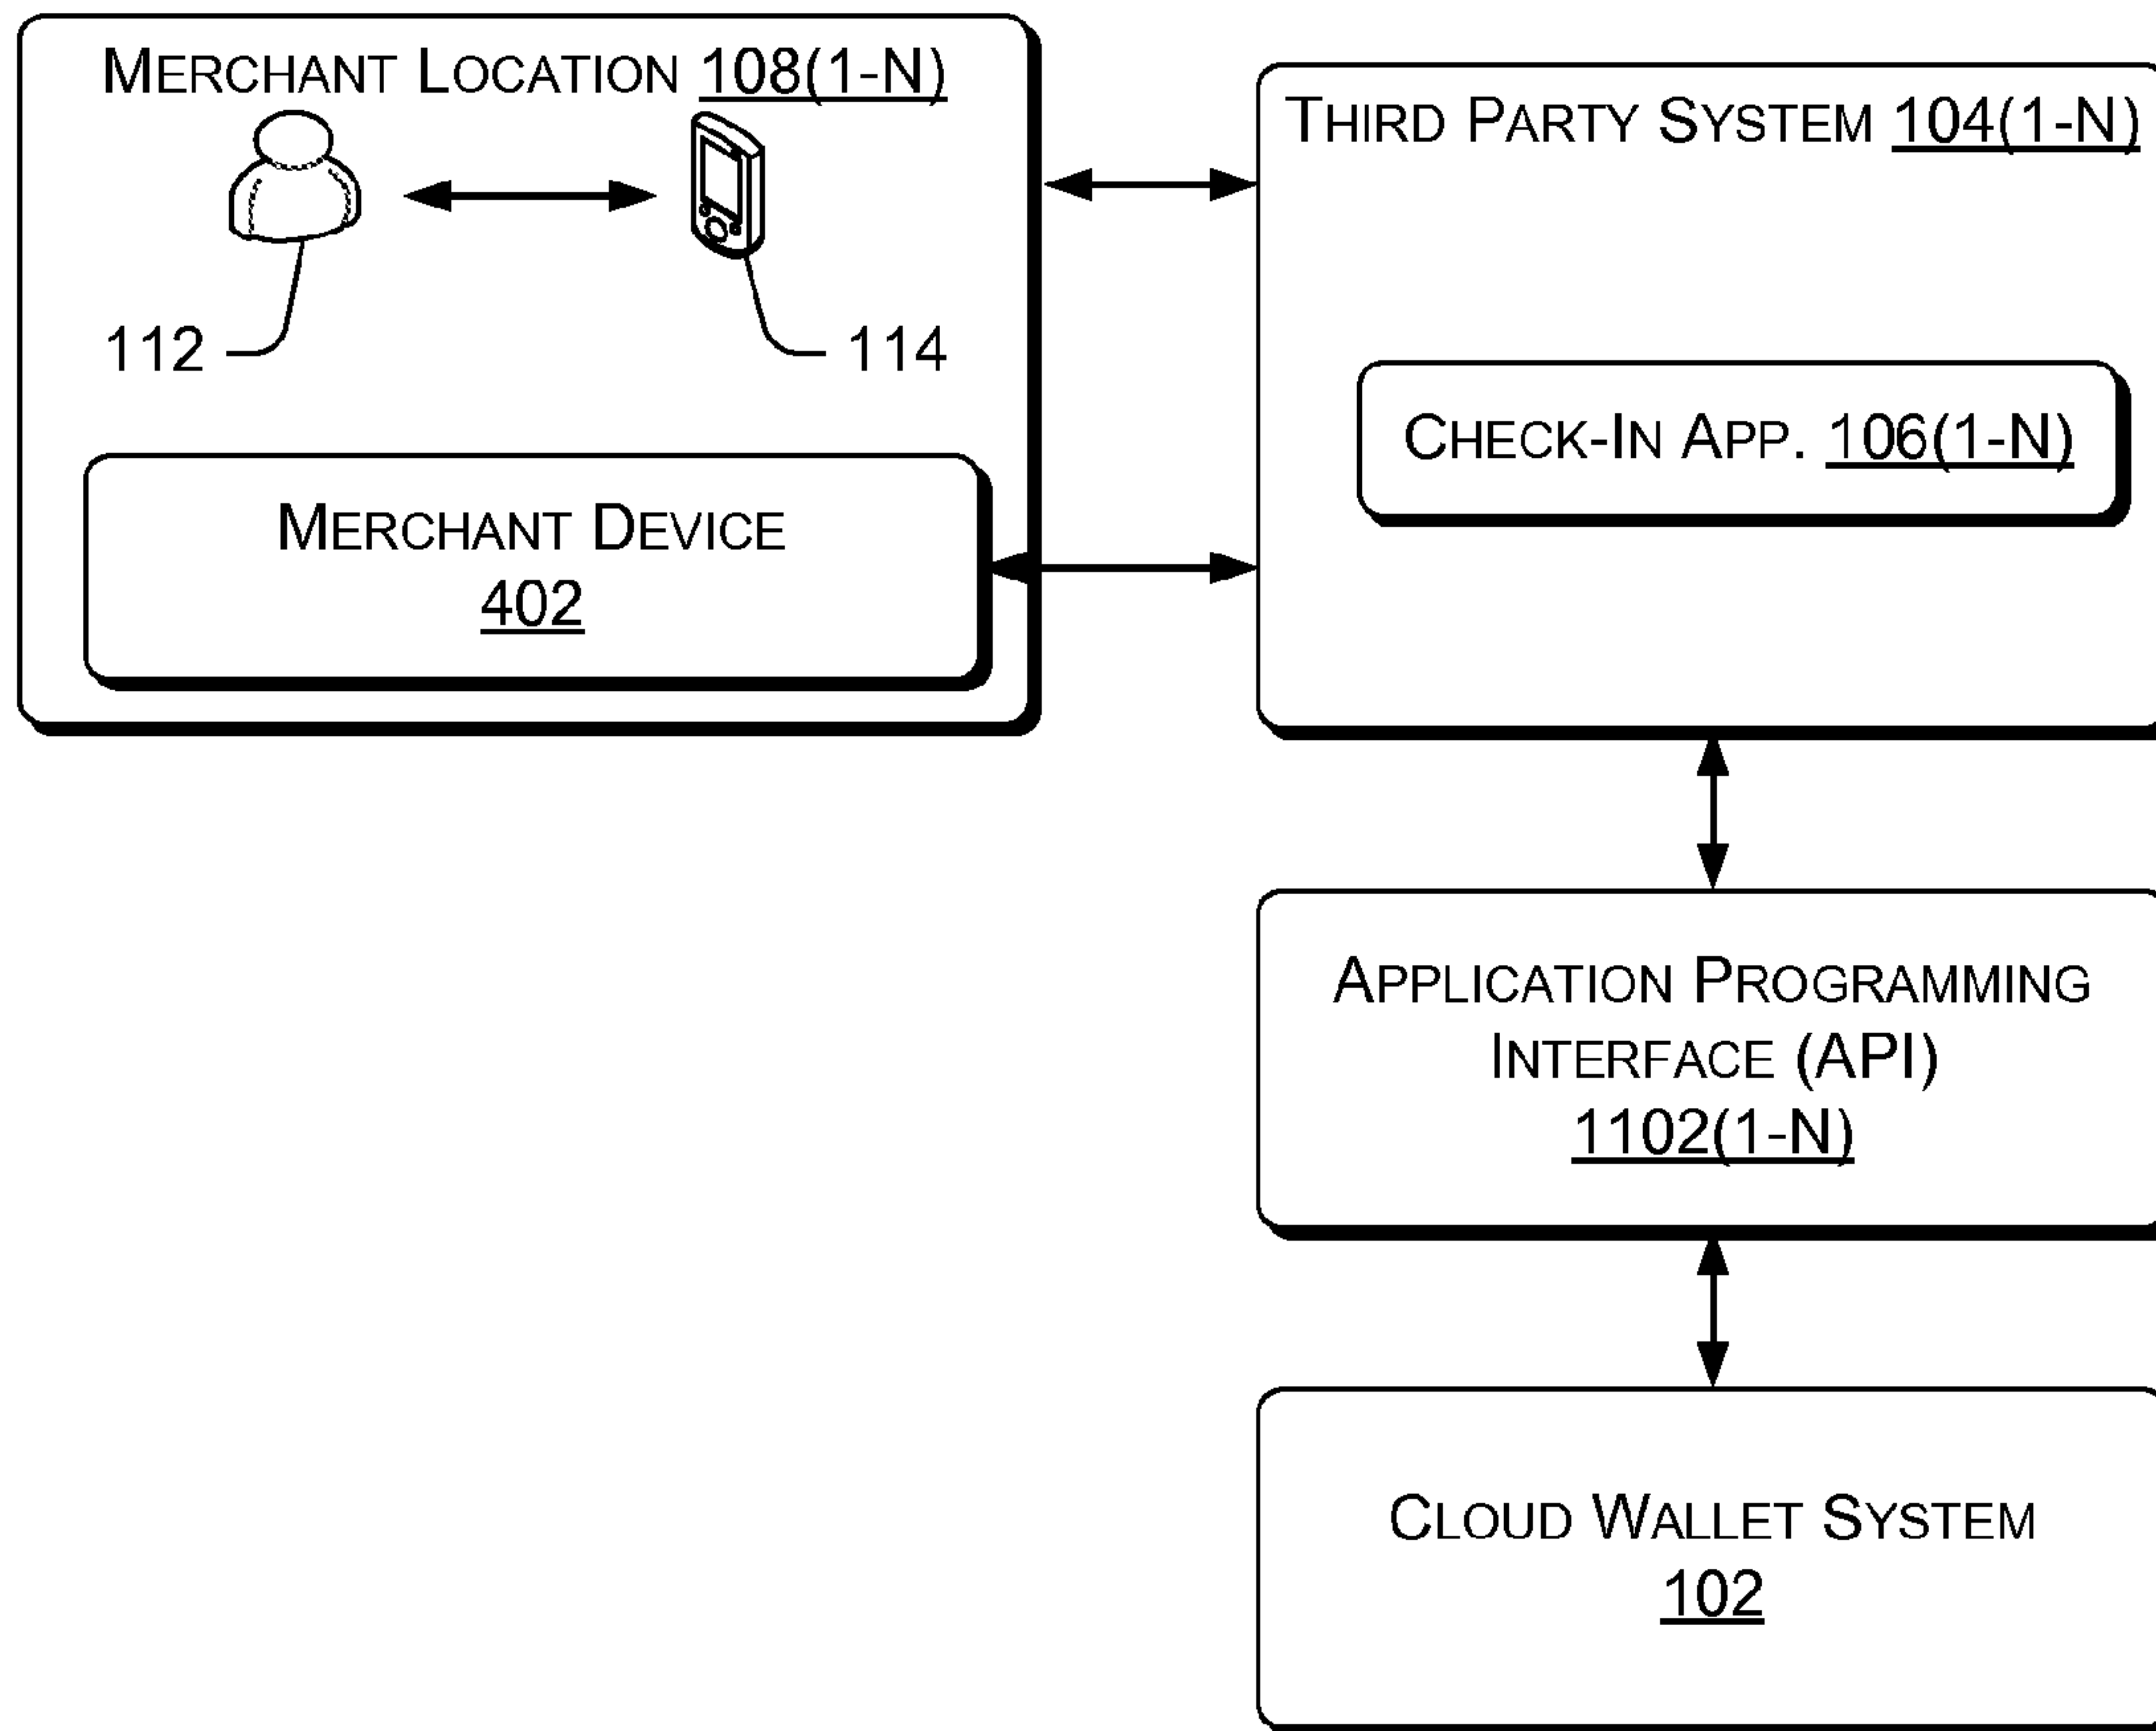 MERCHANT LOCATION 108(1-N)
112
114
MERCHANT DEVICE
402
THIRD PARTY SYSTEM 104(1-N)
CHECK-IN APP. 106(1-N)
APPLICATION PROGRAMMING
INTERFACE (API)
1102(1-N)
CLOUD WALLET SYSTEM
102